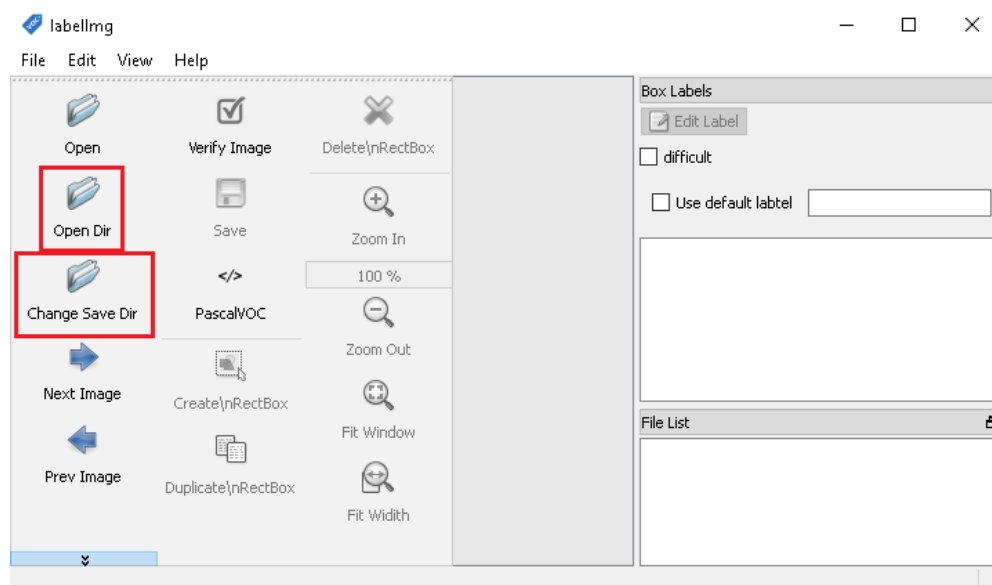 labelImg
File Edit View Help
Open
Open Dir
Change Save Dir
Next Image
Prev Image
Verify Image
Save
</>
PascalVOC
Create\nRectBox
Duplicate\nRectBox
Delete\nRectBox
Zoom In
100 %
Zoom Out
Fit Window
Fit Widith
Box Labels
Edit Label
difficult
Use default labtel
File List